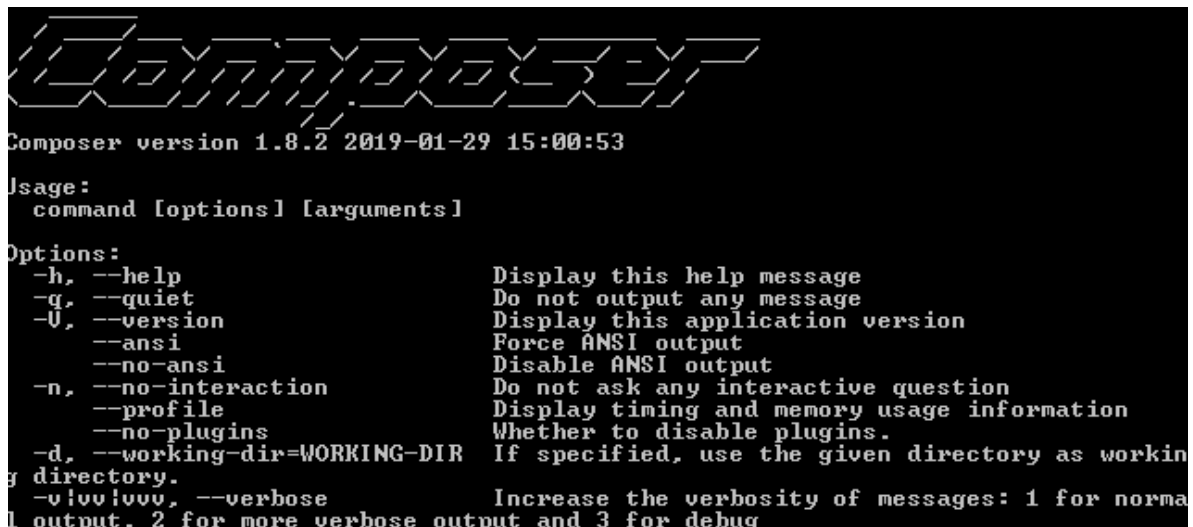 Composer
Composer version 1.8.2 2019-01-29 15:00:53
Usage:
command [options] [arguments]
Options:
-h, --help Display this help message
-q, --quiet Do not output any message
-V, --version Display this application version
--ansi Force ANSI output
--no-ansi Disable ANSI output
-n, --no-interaction Do not ask any interactive question
--profile Display timing and memory usage information
--no-plugins Whether to disable plugins.
-d, --working-dir=WORKING-DIR If specified, use the given directory as workin
g directory.
-v|vv|vvv, --verbose Increase the verbosity of messages: 1 for norma
l output, 2 for more verbose output and 3 for debug